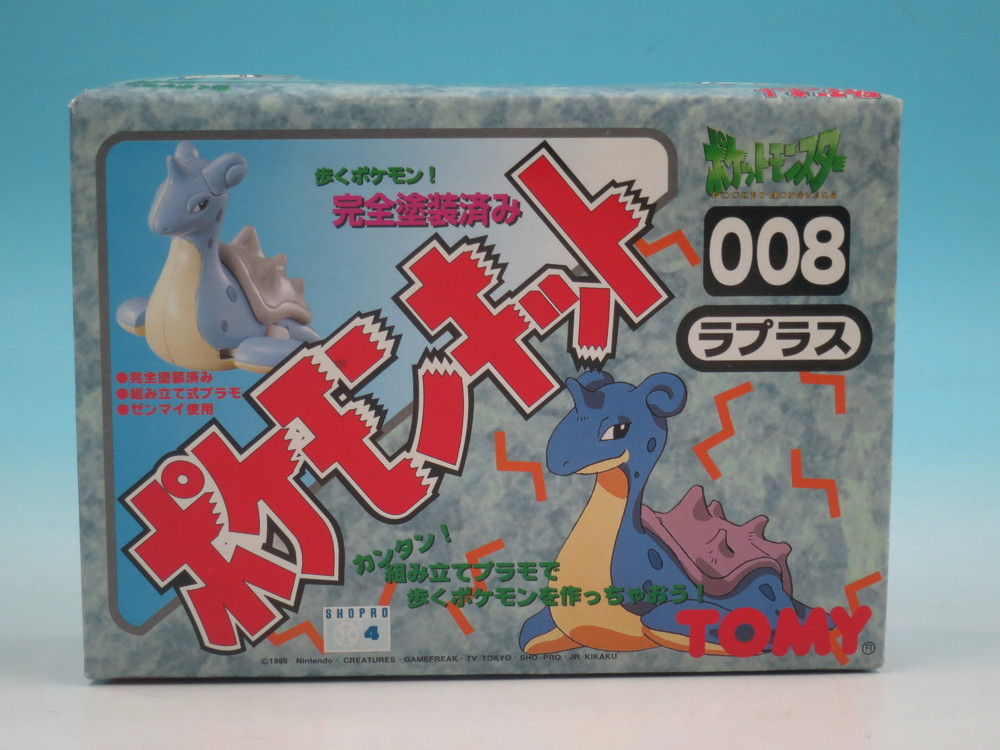 歩くポケモン！
完全塗装済み
ポケモンキット
●完全塗装済み
●組み立て式プラモ
●ゼンマイ使用
ポケットモンスター
POCKET MONSTERS
008
ラプラス
カンタン！
組み立てプラモで
歩くポケモンを作っちゃおう！
SHOPRO
4
TOMY®
©1995 Nintendo · CREATURES · GAMEFREAK · TV TOKYO · SHO-PRO · JR KIKAKU